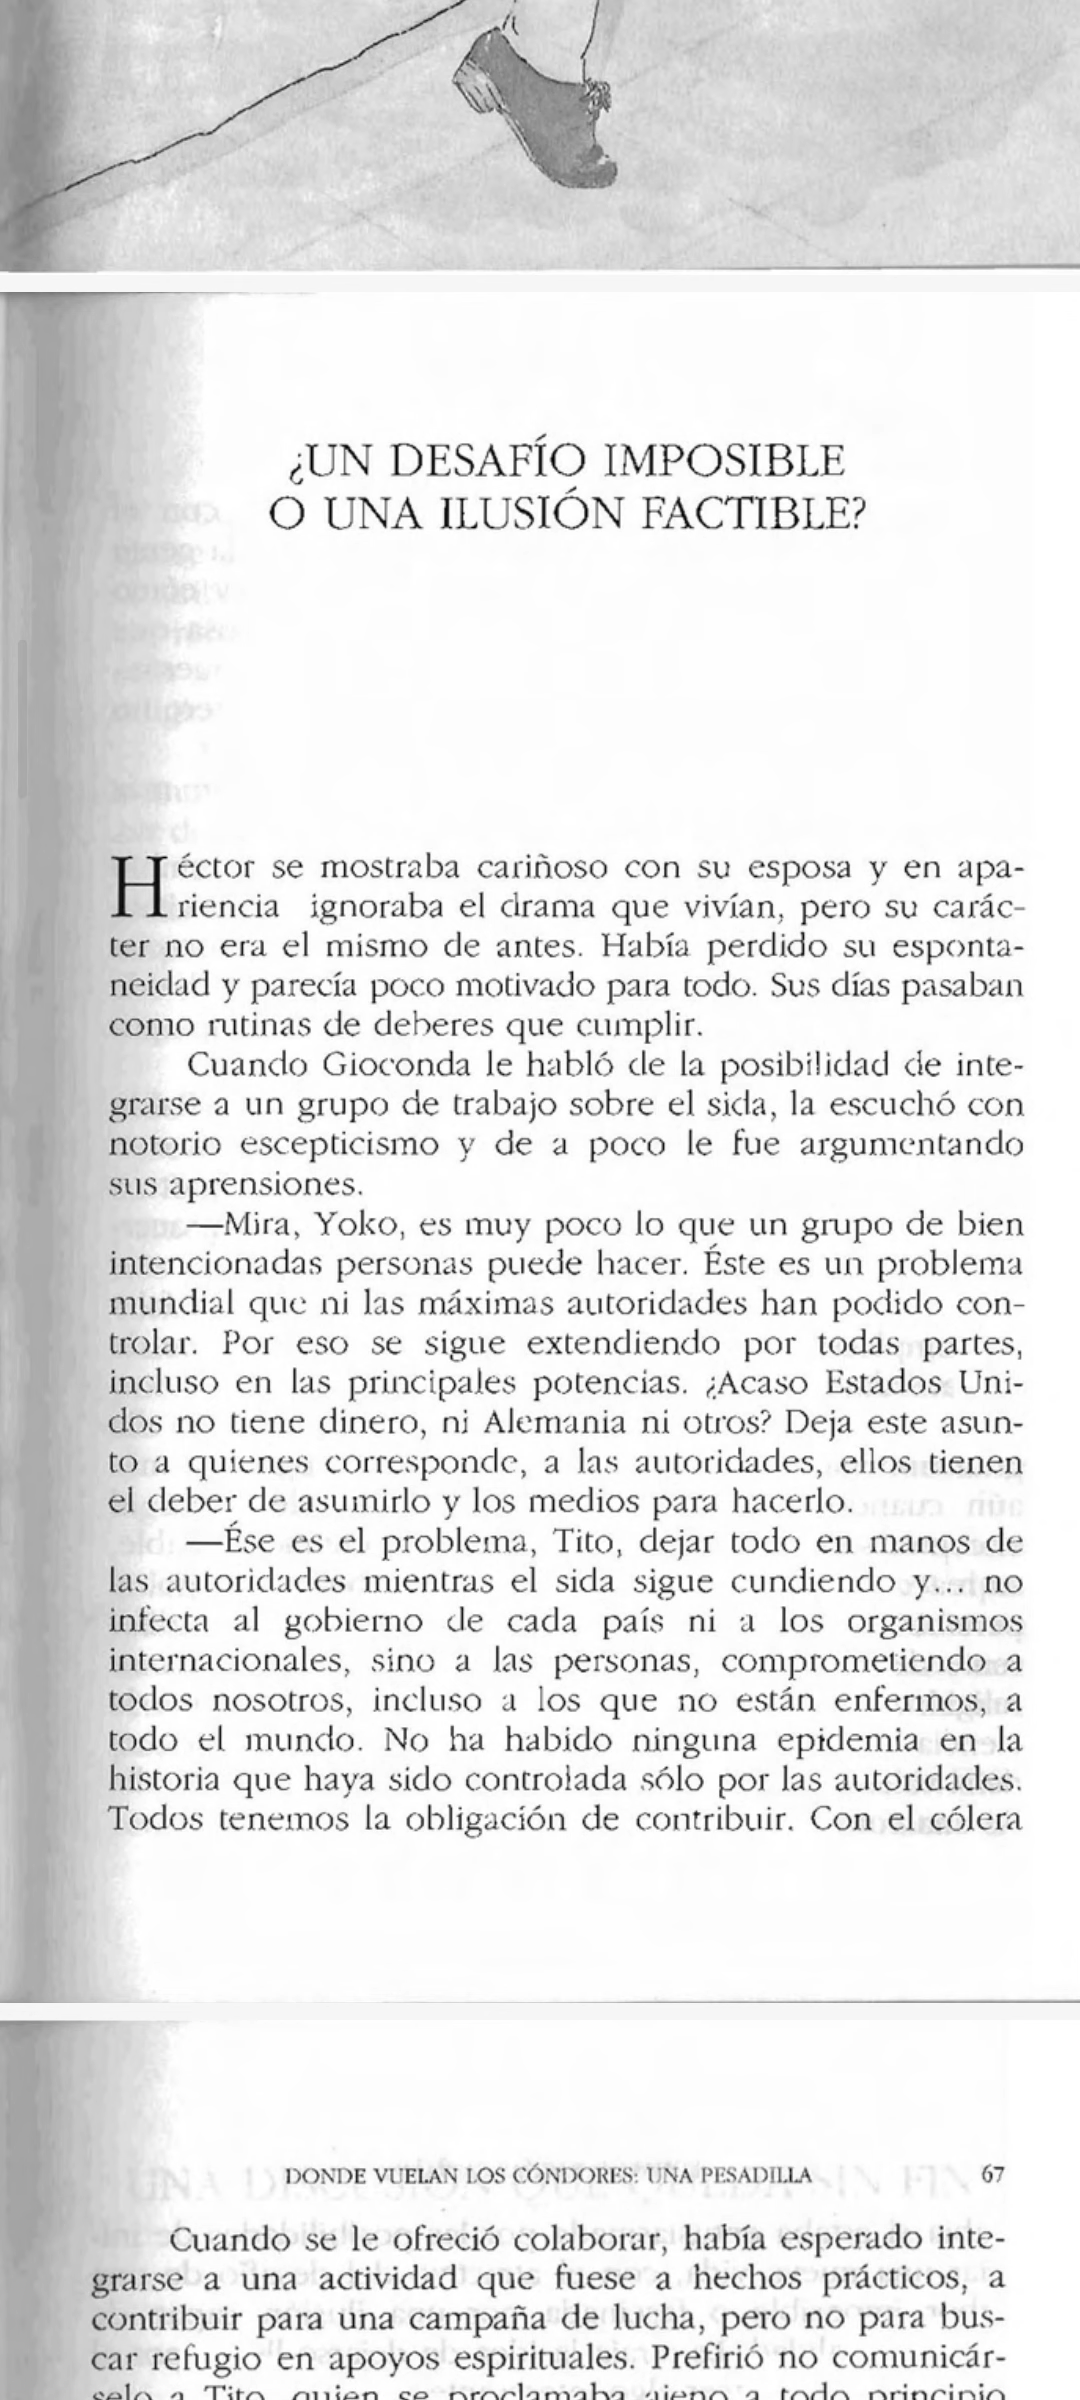 ¿UN DESAFÍO IMPOSIBLE
O UNA ILUSIÓN FACTIBLE?
Héctor se mostraba cariñoso con su esposa y en apa-
riencia ignoraba el drama que vivían, pero su carác-
ter no era el mismo de antes. Había perdido su esponta-
neidad y parecía poco motivado para todo. Sus días pasaban
como rutinas de deberes que cumplir.
Cuando Gioconda le habló de la posibilidad de inte-
grarse a un grupo de trabajo sobre el sida, la escuchó con
notorio escepticismo y de a poco le fue argumentando
sus aprensiones.
—Mira, Yoko, es muy poco lo que un grupo de bien
intencionadas personas puede hacer. Éste es un problema
mundial que ni las máximas autoridades han podido con-
trolar. Por eso se sigue extendiendo por todas partes,
incluso en las principales potencias. ¿Acaso Estados Uni-
dos no tiene dinero, ni Alemania ni otros? Deja este asun-
to a quienes corresponde, a las autoridades, ellos tienen
el deber de asumirlo y los medios para hacerlo.
—Ése es el problema, Tito, dejar todo en manos de
las autoridades mientras el sida sigue cundiendo y... no
infecta al gobierno de cada país ni a los organismos
internacionales, sino a las personas, comprometiendo a
todos nosotros, incluso a los que no están enfermos, a
todo el mundo. No ha habido ninguna epidemia en la
historia que haya sido controlada sólo por las autoridades.
Todos tenemos la obligación de contribuir. Con el cólera
DONDE VUELAN LOS CÓNDORES: UNA PESADILLA 67
Cuando se le ofreció colaborar, había esperado inte-
grarse a una actividad que fuese a hechos prácticos, a
contribuir para una campaña de lucha, pero no para bus-
car refugio en apoyos espirituales. Prefirió no comunicár-
selo a Tito, quien se proclamaba ajeno a todo principio